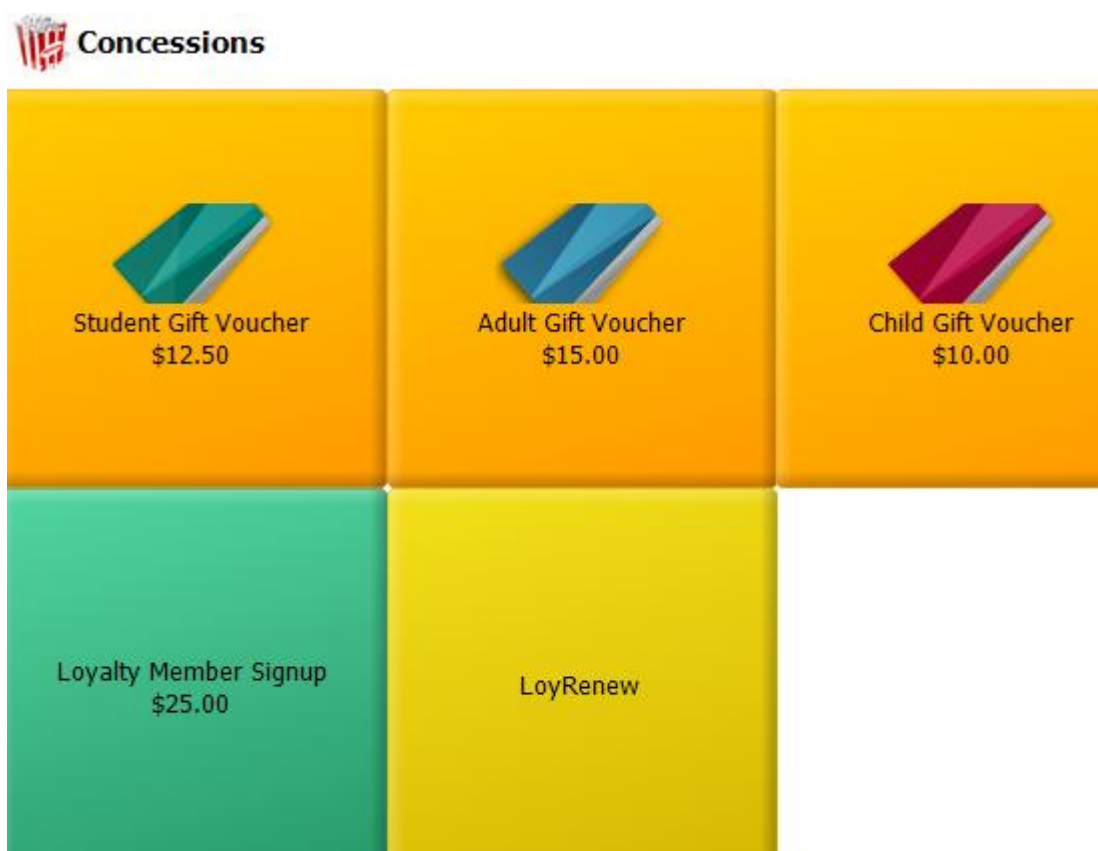 Concessions
Student Gift Voucher
$12.50
Adult Gift Voucher
$15.00
Child Gift Voucher
$10.00
Loyalty Member Signup
$25.00
LoyRenew